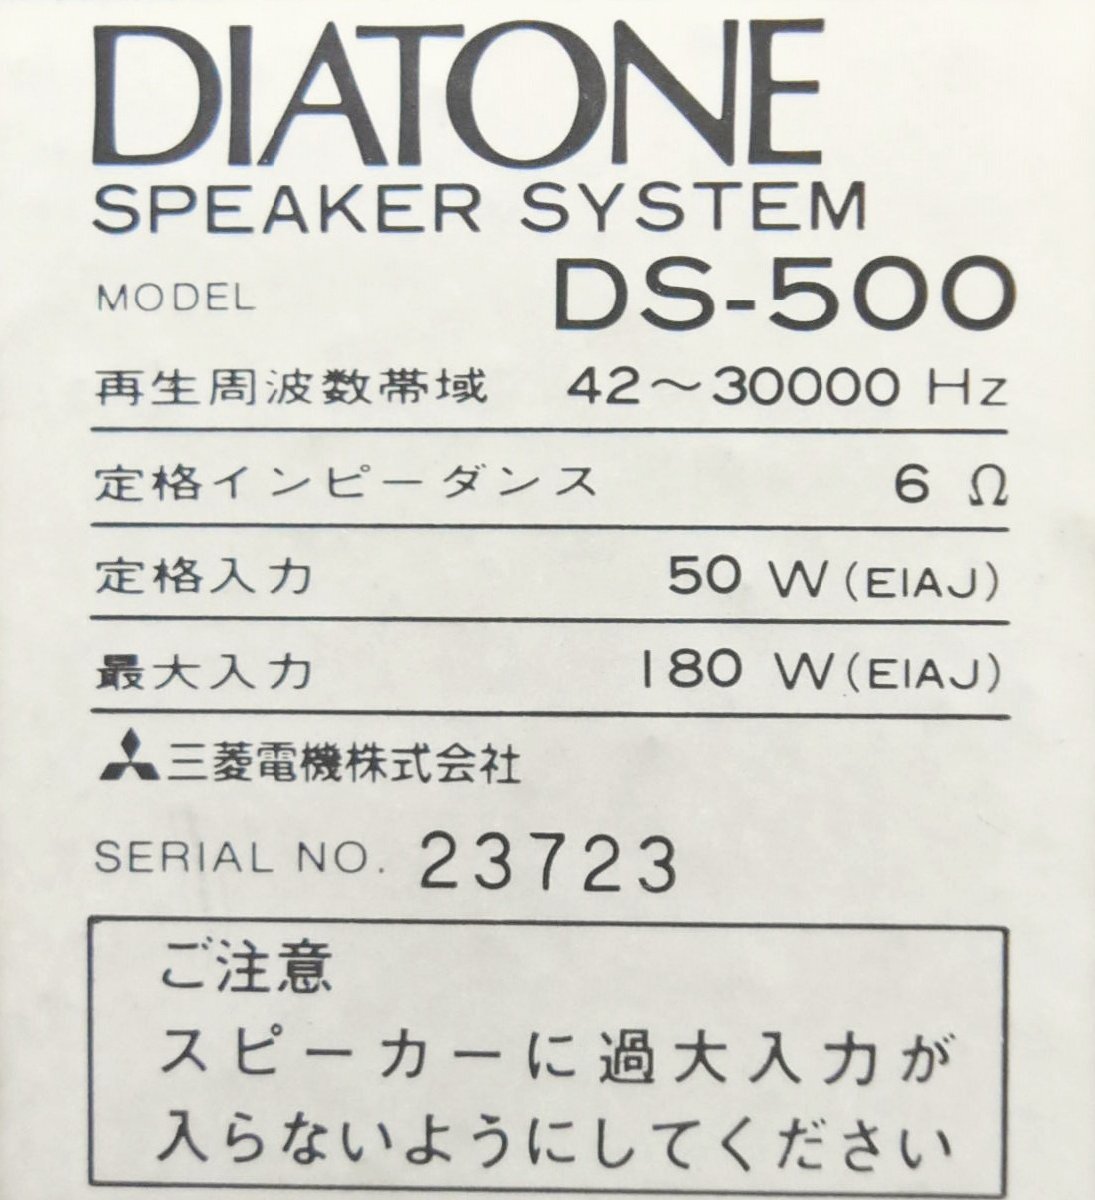 DIATONE
SPEAKER SYSTEM
MODEL DS-500
再生周波数帯域 42～30000 Hz
定格インピーダンス 6 Ω
定格入力 50 W (EIAJ)
最大入力 180 W (EIAJ)
三菱電機株式会社
SERIAL NO. 23723
ご注意
スピーカーに過大入力が
入らないようにしてください